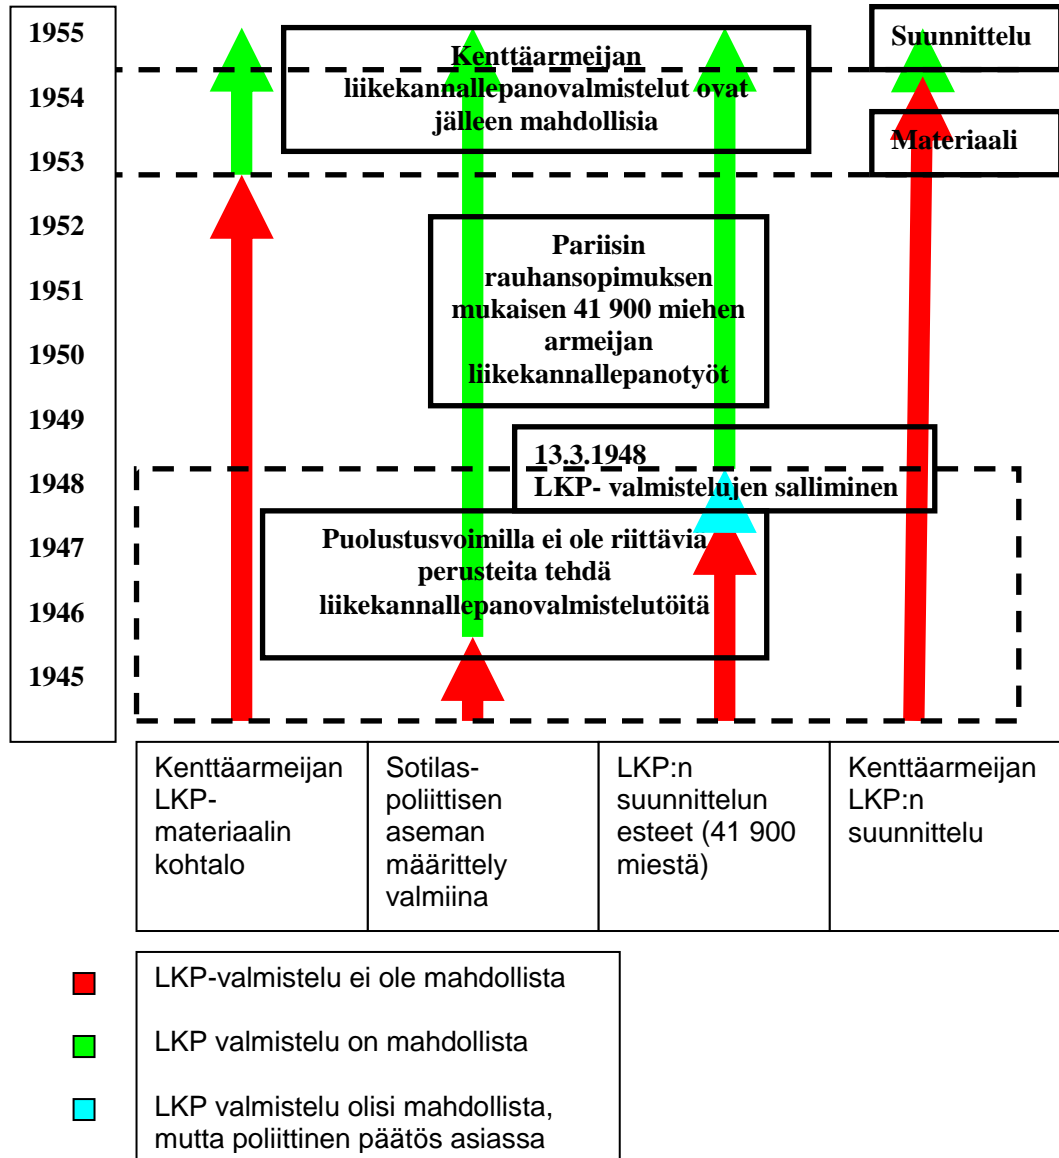 1955
1954
1953
1952
1951
1950
1949
1948
1947
1946
1945
Kenttäarmeijan
liikekannallepanovalmistelut ovat
jälleen mahdollisia
Suunnittelu
Materiaali
Pariisin
rauhansopimuksen
mukaisen 41 900 miehen
armeijan
liikekannallepanotyöt
13.3.1948
LKP- valmistelujen salliminen
Puolustusvoimilla ei ole riittäviä
perusteita tehdä
liikekannallepanovalmistelutöitä
Kenttäarmeijan
LKP-
materiaalin
kohtalo
Sotilas-
poliittisen
aseman
määrittely
valmiina
LKP:n
suunnittelun
esteet (41 900
miestä)
Kenttäarmeijan
LKP:n
suunnittelu
LKP-valmistelu ei ole mahdollista
LKP valmistelu on mahdollista
LKP valmistelu olisi mahdollista,
mutta poliittinen päätös asiassa